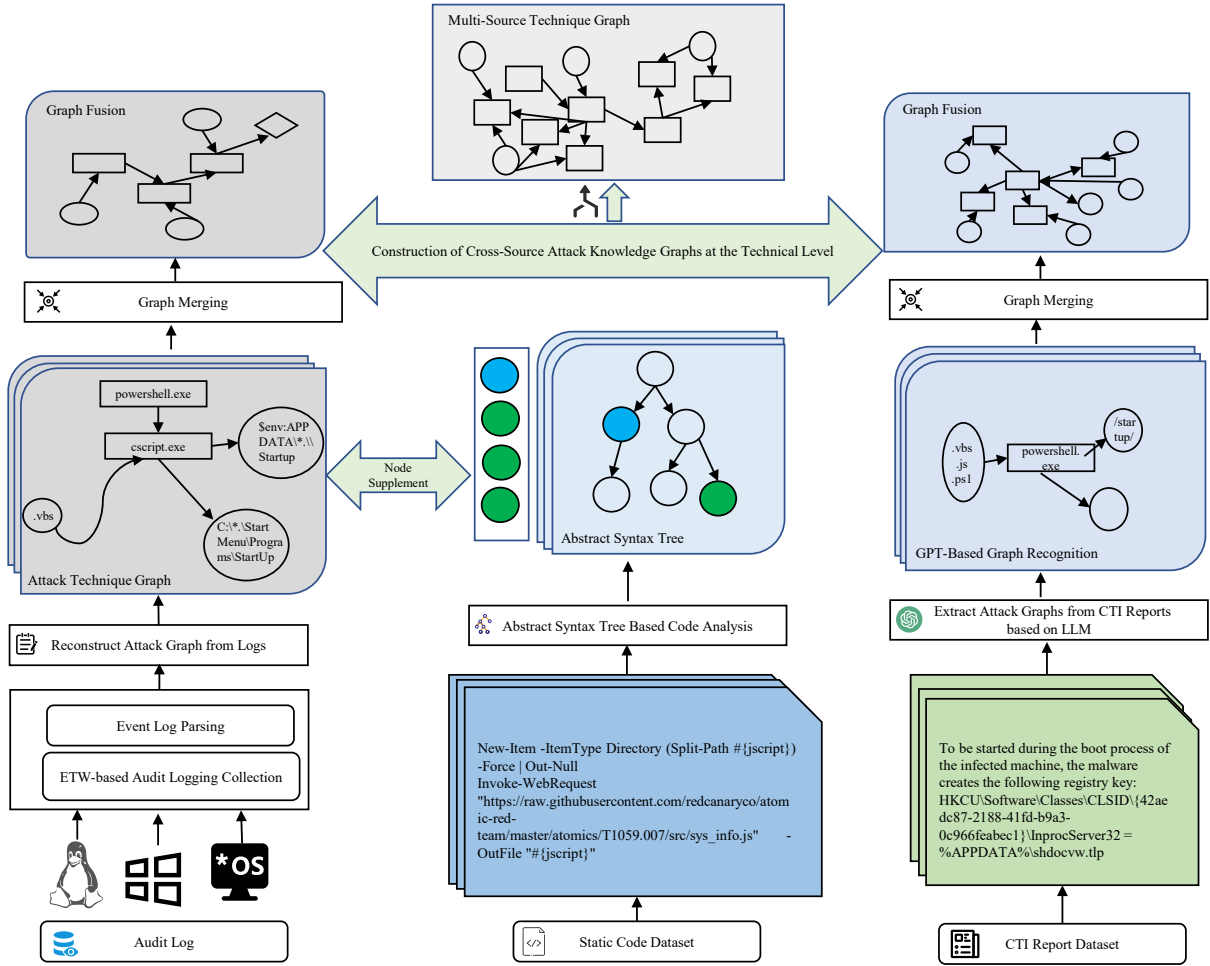 Multi-Source Technique Graph
Graph Fusion
Graph Fusion
Construction of Cross-Source Attack Knowledge Graphs at the Technical Level
Graph Merging
Graph Merging
powershell.exe
cscript.exe
$env:APP
DATA\*.\\
Startup
.vbs
C:\*.\Start
Menu\Progra
ms\StartUp
Attack Technique Graph
Node
Supplement
Abstract Syntax Tree
.vbs
.js
.ps1
powershell.
exe
/star
tup/
GPT-Based Graph Recognition
Reconstruct Attack Graph from Logs
Abstract Syntax Tree Based Code Analysis
Extract Attack Graphs from CTI Reports
based on LLM
Event Log Parsing
ETW-based Audit Logging Collection
*OS
Audit Log
New-Item -ItemType Directory (Split-Path #{jscript})
-Force | Out-Null
Invoke-WebRequest
"https://raw.githubusercontent.com/redcanaryco/atom
ic-red-
team/master/atomics/T1059.007/src/sys_info.js" -
OutFile "#{jscript}"
</> Static Code Dataset
To be started during the boot process of
the infected machine, the malware
creates the following registry key:
HKCU\Software\Classes\CLSID\{42ae
dc87-2188-41fd-b9a3-
0c966feabec1}\InprocServer32 =
%APPDATA%\shdocvw.tlp
CTI Report Dataset